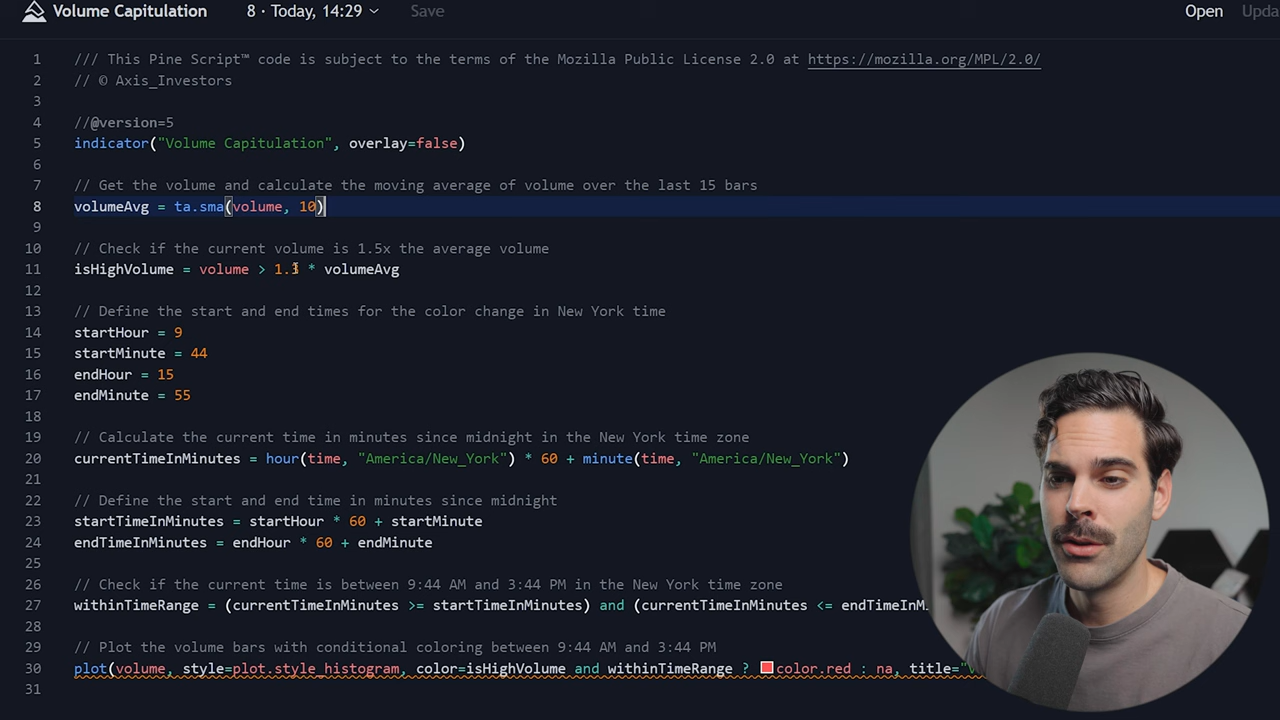 Volume Capitulation 8 · Today, 14:29 Save Open
1 /// This Pine Script™ code is subject to the terms of the Mozilla Public License 2.0 at https://mozilla.org/MPL/2.0/
2 // © Axis_Investors
3
4 //@version=5
5 indicator("Volume Capitulation", overlay=false)
6
7 // Get the volume and calculate the moving average of volume over the last 15 bars
8 volumeAvg = ta.sma(volume, 10)
9
10 // Check if the current volume is 1.5x the average volume
11 isHighVolume = volume > 1.3 * volumeAvg
12
13 // Define the start and end times for the color change in New York time
14 startHour = 9
15 startMinute = 44
16 endHour = 15
17 endMinute = 55
18
19 // Calculate the current time in minutes since midnight in the New York time zone
20 currentTimeInMinutes = hour(time, "America/New_York") * 60 + minute(time, "America/New_York")
21
22 // Define the start and end time in minutes since midnight
23 startTimeInMinutes = startHour * 60 + startMinute
24 endTimeInMinutes = endHour * 60 + endMinute
25
26 // Check if the current time is between 9:44 AM and 3:44 PM in the New York time zone
27 withinTimeRange = (currentTimeInMinutes >= startTimeInMinutes) and (currentTimeInMinutes <=
28
29 // Plot the volume bars with conditional coloring between 9:44 AM and 3:44 PM
30 plot(volume, style=plot.style_histogram, color=isHighVolume and withinTimeRange ? color.red : na, title=
31